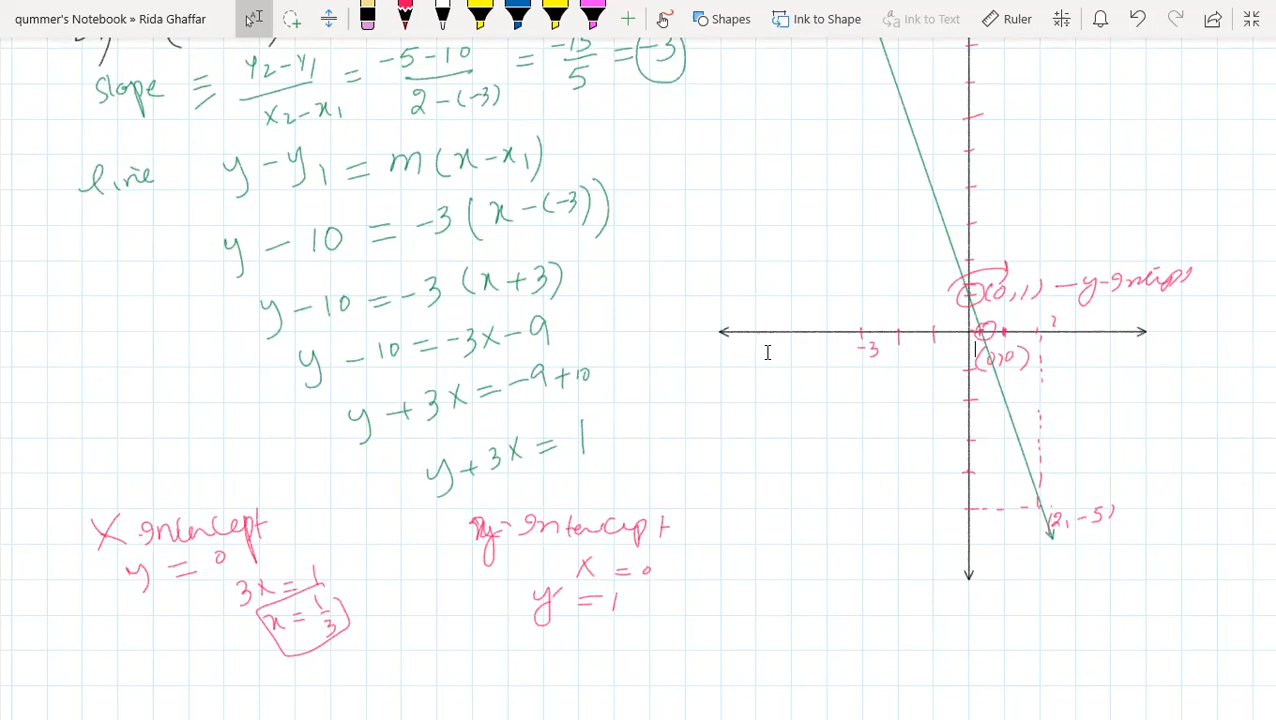 qummer's Notebook » Rida Ghaffar
Shapes
Ink to Shape
Ink to Text
Ruler
slope = y2-y1 / x2-x1 = -5-10 / 2-(-3) = -15/5 = -3
line y-y1 = m(x-x1)
y-10 = -3(x-(-3))
y-10 = -3(x+3)
y-10 = -3x-9
y+3x = -9+10
y+3x = 1
X-intercept
y = 0
3x = 1
x = 1/3
y-intercept
x = 0
y = 1
(0,1) - y-intercept
-3
2
(2,-5)